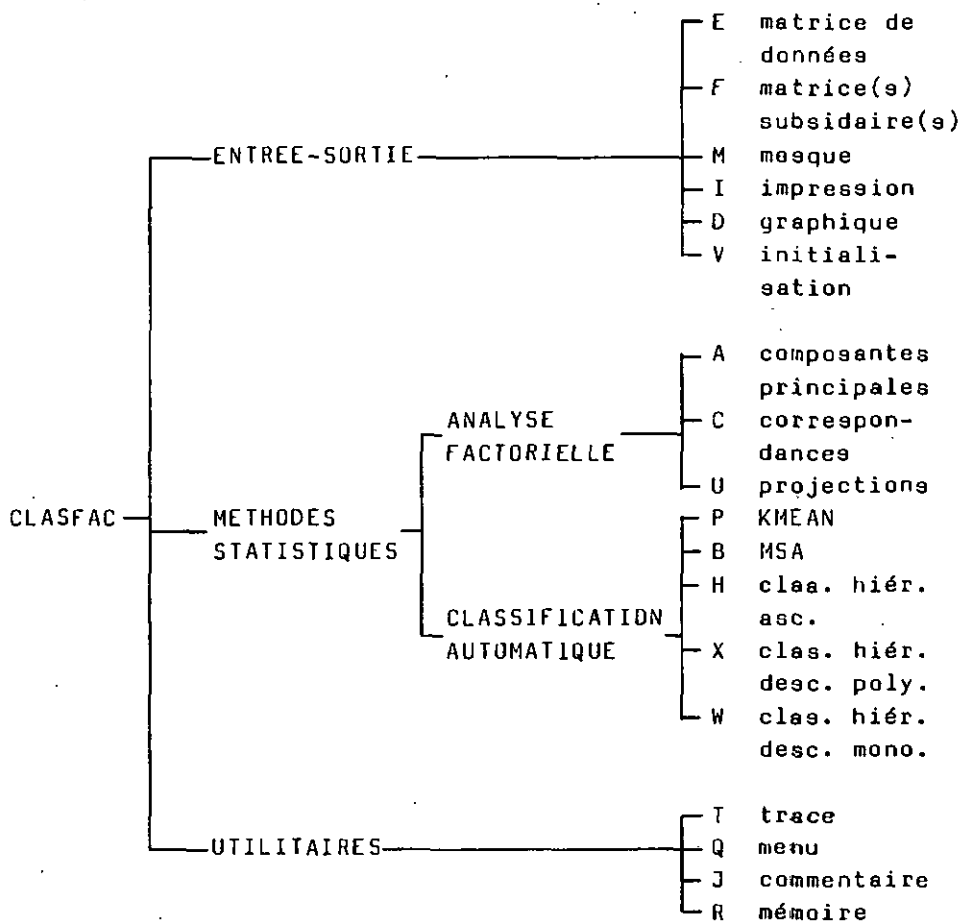 E matrice de
données
F matrice(s)
subsidaire(s)
ENTREE-SORTIE
M masque
I impression
D graphique
V initiali-
sation
A composantes
principales
ANALYSE
FACTORIELLE
C correspon-
dances
U projections
CLASFAC
METHODES
STATISTIQUES
P KMEAN
B MSA
H clas. hiér.
asc.
CLASSIFICATION
AUTOMATIQUE
X clas. hiér.
desc. poly.
W clas. hiér.
desc. mono.
T trace
UTILITAIRES
Q menu
J commentaire
R mémoire